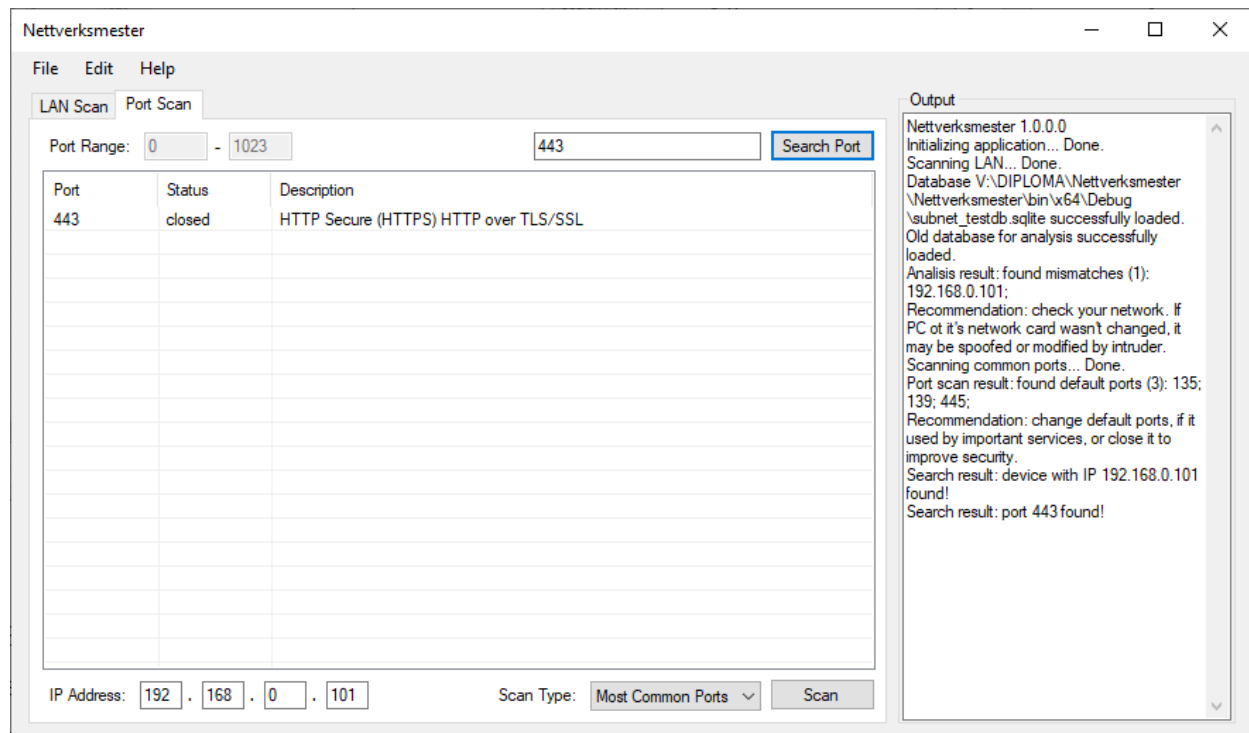 Nettverksmester
File Edit Help
LAN Scan Port Scan
Port Range: 0 - 1023 443 Search Port
Port Status Description
443 closed HTTP Secure (HTTPS) HTTP over TLS/SSL
IP Address: 192 . 168 . 0 . 101 Scan Type: Most Common Ports Scan
Output
Nettverksmester 1.0.0.0
Initializing application... Done.
Scanning LAN... Done.
Database V:\DIPLOMA\Nettverksmester
\Nettverksmester\bin\x64\Debug
\subnet_testdb.sqlite successfully loaded.
Old database for analysis successfully
loaded.
Analisis result: found mismatches (1):
192.168.0.101;
Recommendation: check your network. If
PC ot it's network card wasn't changed, it
may be spoofed or modified by intruder.
Scanning common ports... Done.
Port scan result: found default ports (3): 135;
139; 445;
Recommendation: change default ports, if it
used by important services, or close it to
improve security.
Search result: device with IP 192.168.0.101
found!
Search result: port 443 found!